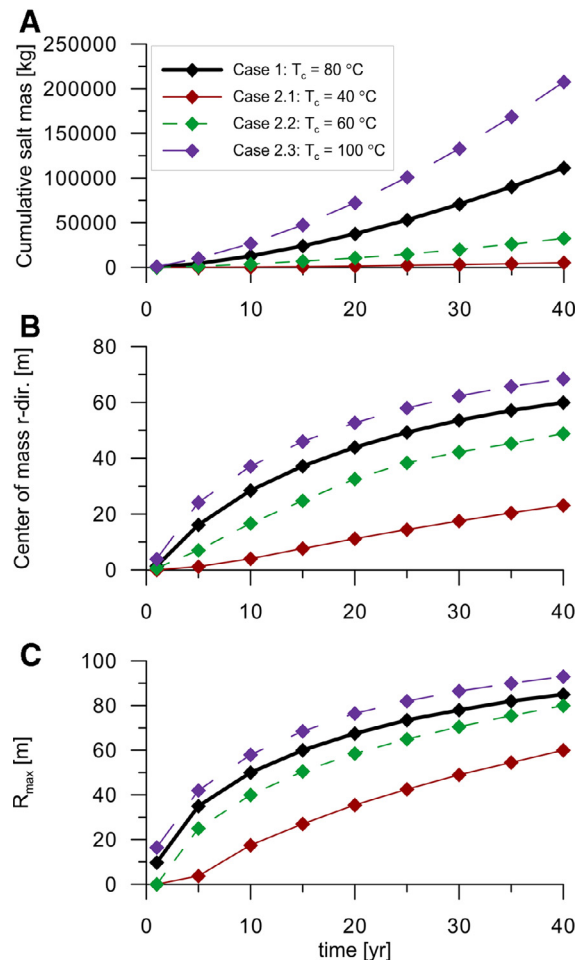 A
Cumulative salt mas [kg]
250000
200000
150000
100000
50000
0
Case 1: Tc = 80 °C
Case 2.1: Tc = 40 °C
Case 2.2: Tc = 60 °C
Case 2.3: Tc = 100 °C
0 10 20 30 40
B
Center of mass r-dir. [m]
80
60
40
20
0
0 10 20 30 40
C
Rmax [m]
100
80
60
40
20
0
0 10 20 30 40
time [yr]